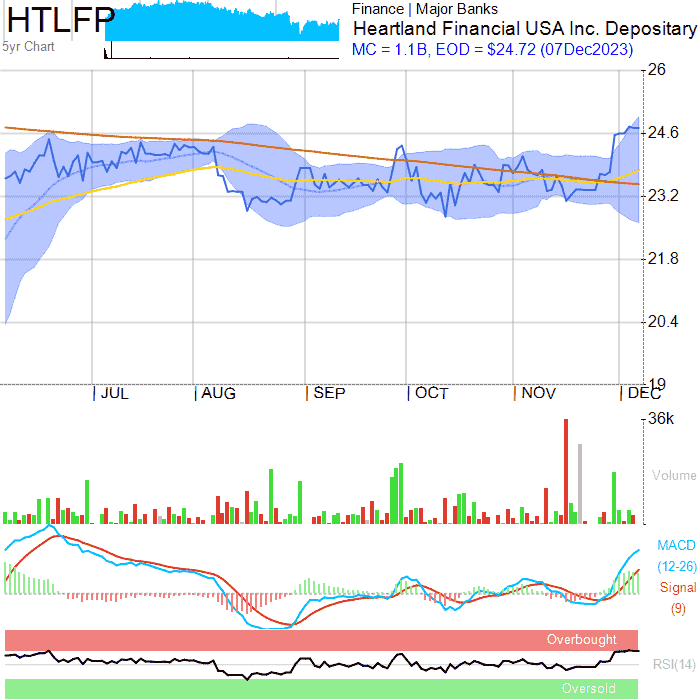 HTLFP
5yr Chart
Finance | Major Banks
Heartland Financial USA Inc. Depositary
MC = 1.1B, EOD = $24.72 (07Dec2023)
26
24.6
23.2
21.8
20.4
19
JUL
AUG
SEP
OCT
NOV
DEC
36k
Volume
MACD
(12-26)
Signal
(9)
Overbought
RSI(14)
Oversold